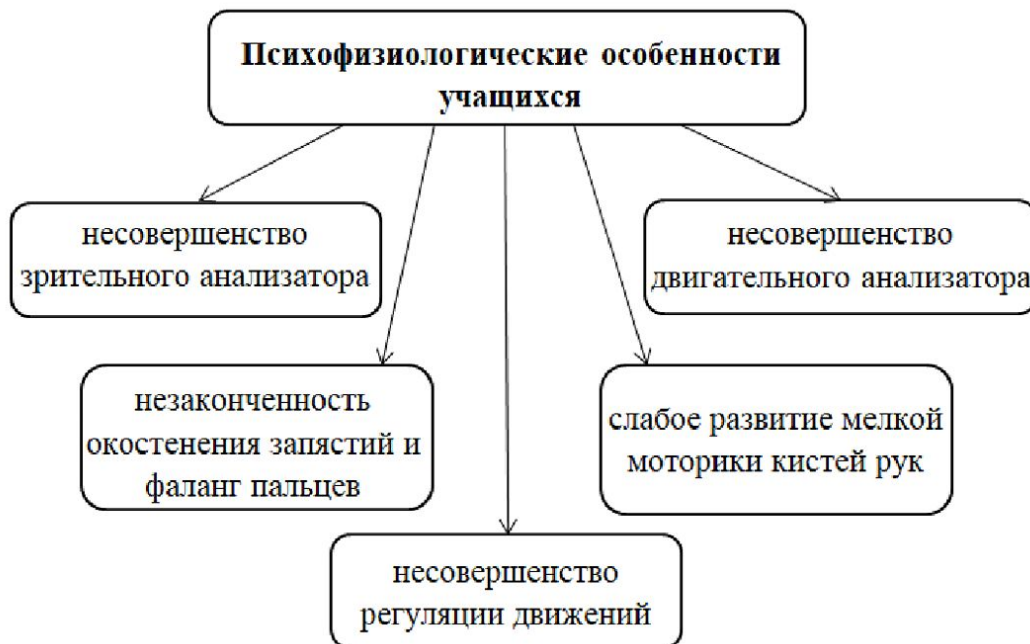 Психофизиологические особенности
учащихся
несовершенство
зрительного анализатора
несовершенство
двигательного анализатора
незаконченность
окостенения запястий и
фаланг пальцев
слабое развитие мелкой
моторики кистей рук
несовершенство
регуляции движений